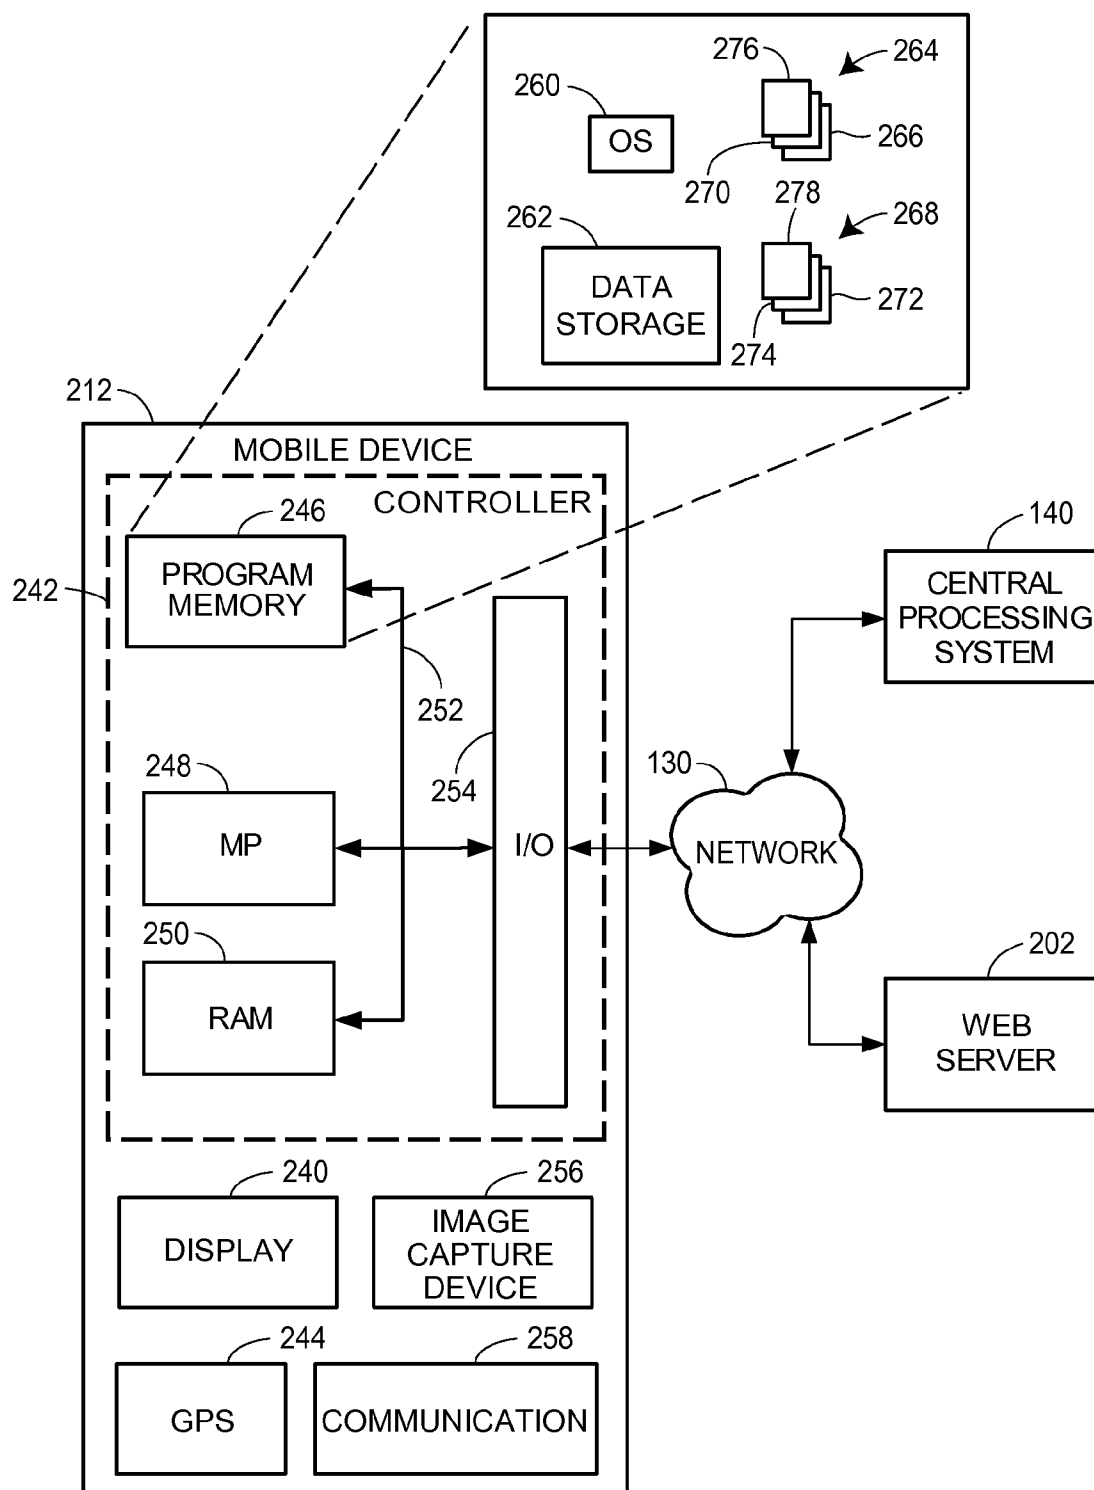 276
264
260
OS
266
270
278
262
268
DATA
STORAGE
272
274
212
MOBILE DEVICE
CONTROLLER
246
PROGRAM
MEMORY
242
140
CENTRAL
PROCESSING
SYSTEM
252
254
248
MP
130
I/O
NETWORK
250
RAM
202
WEB
SERVER
240
DISPLAY
256
IMAGE
CAPTURE
DEVICE
244
GPS
258
COMMUNICATION